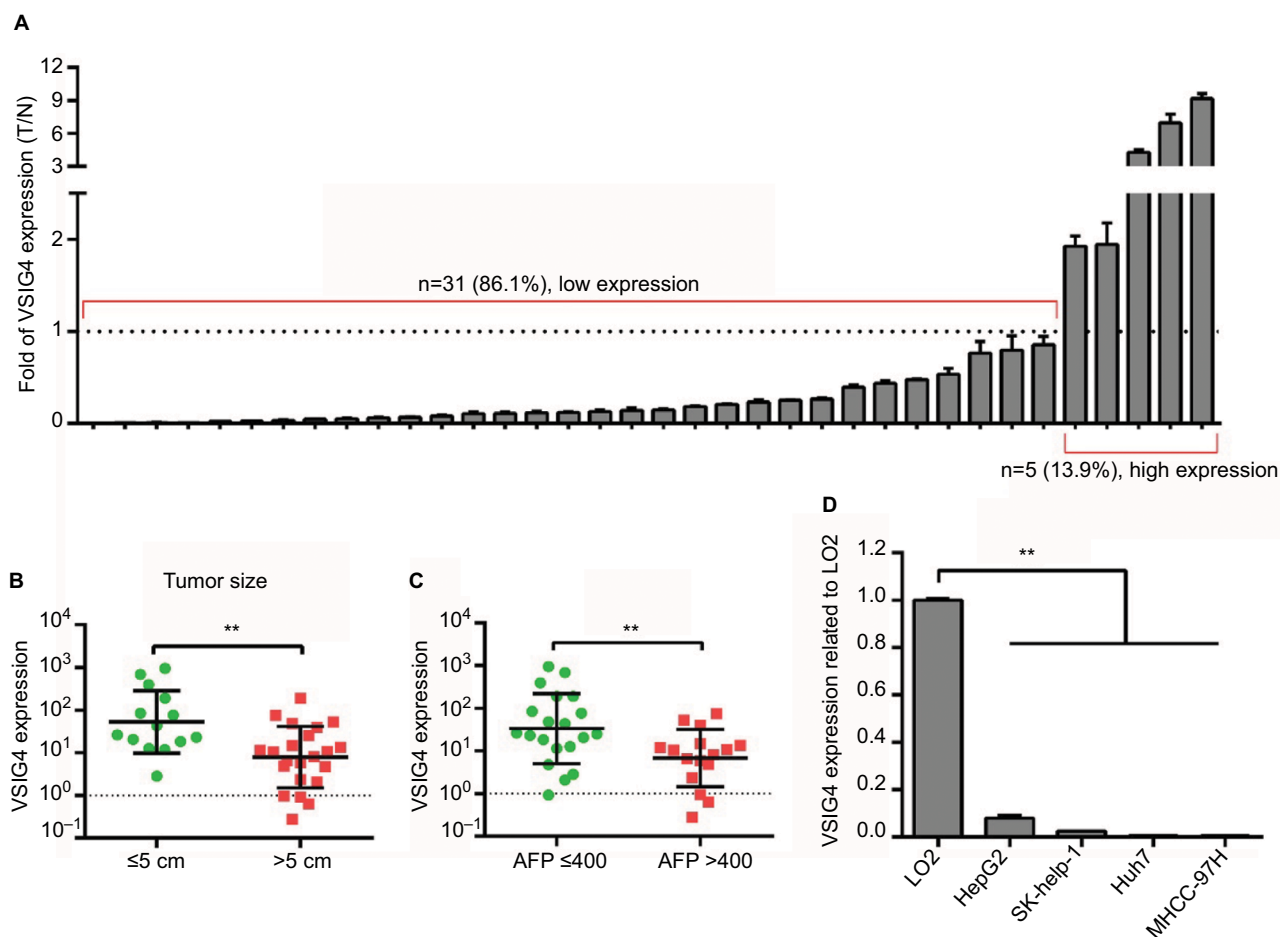 A
Fold of VSIG4 expression (T/N)
12
9
6
3
2
1
0
n=31 (86.1%), low expression
n=5 (13.9%), high expression
B
Tumor size
VSIG4 expression
10⁴
10³
10²
10¹
10⁰
10⁻¹
**
≤5 cm
>5 cm
C
VSIG4 expression
10⁴
10³
10²
10¹
10⁰
10⁻¹
**
AFP ≤400
AFP >400
D
VSIG4 expression related to LO2
1.2
1.0
0.8
0.6
0.4
0.2
0.0
**
LO2
HepG2
SK-help-1
Huh7
MHCC-97H